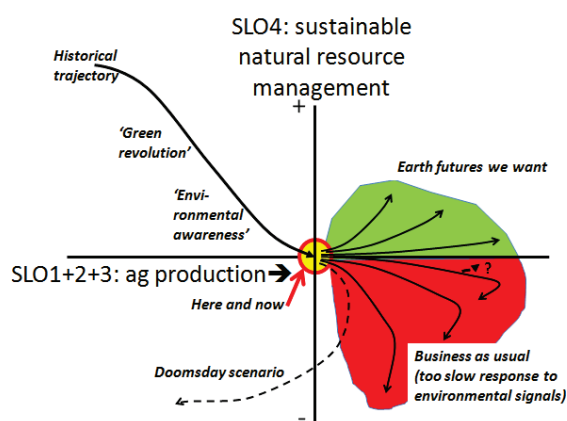 SLO4: sustainable
natural resource
management
Historical
trajectory
+
‘Green
revolution’
Earth futures we want
‘Envi-
ronmental
awareness’
SLO1+2+3: ag production
?
Here and now
Doomsday scenario
Business as usual
(too slow response to
environmental signals)
-